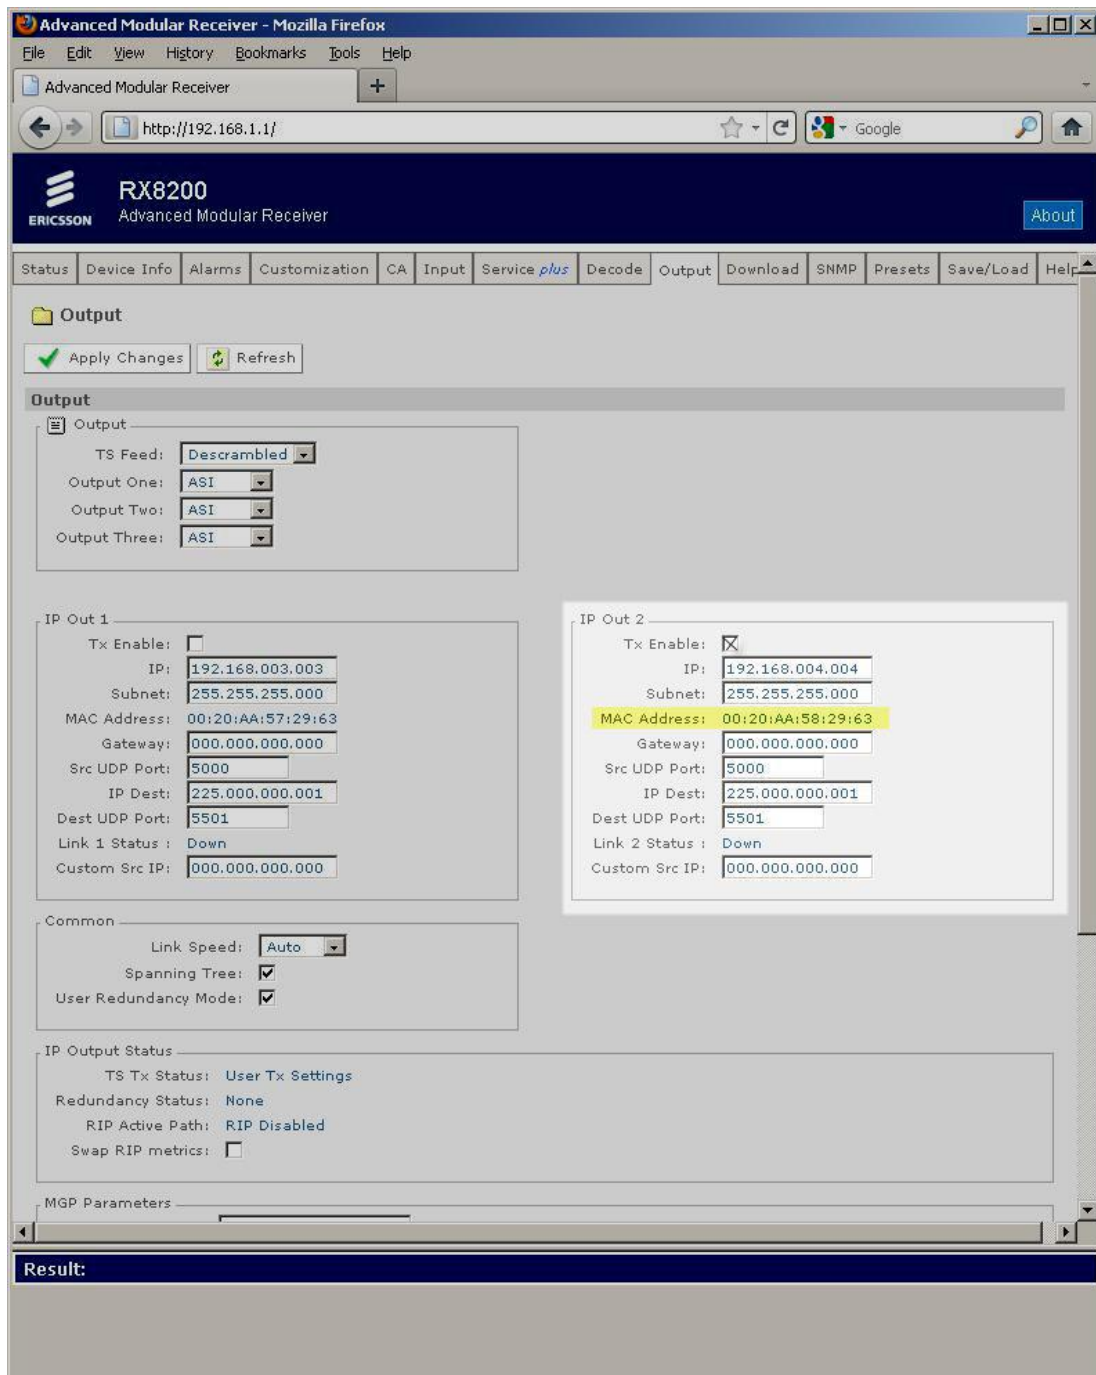 Advanced Modular Receiver - Mozilla Firefox
File Edit View History Bookmarks Tools Help
Advanced Modular Receiver
http://192.168.1.1/
Google
ERICSSON
RX8200
Advanced Modular Receiver
About
Status Device Info Alarms Customization CA Input Service plus Decode Output Download SNMP Presets Save/Load Help
Output
Apply Changes Refresh
Output
Output
TS Feed: Descrambled
Output One: ASI
Output Two: ASI
Output Three: ASI
IP Out 1
Tx Enable:
IP: 192.168.003.003
Subnet: 255.255.255.000
MAC Address: 00:20:AA:57:29:63
Gateway: 000.000.000.000
Src UDP Port: 5000
IP Dest: 225.000.000.001
Dest UDP Port: 5501
Link 1 Status : Down
Custom Src IP: 000.000.000.000
IP Out 2
Tx Enable:
IP: 192.168.004.004
Subnet: 255.255.255.000
MAC Address: 00:20:AA:58:29:63
Gateway: 000.000.000.000
Src UDP Port: 5000
IP Dest: 225.000.000.001
Dest UDP Port: 5501
Link 2 Status : Down
Custom Src IP: 000.000.000.000
Common
Link Speed: Auto
Spanning Tree:
User Redundancy Mode:
IP Output Status
TS Tx Status: User Tx Settings
Redundancy Status: None
RIP Active Path: RIP Disabled
Swap RIP metrics:
MGP Parameters
Result: